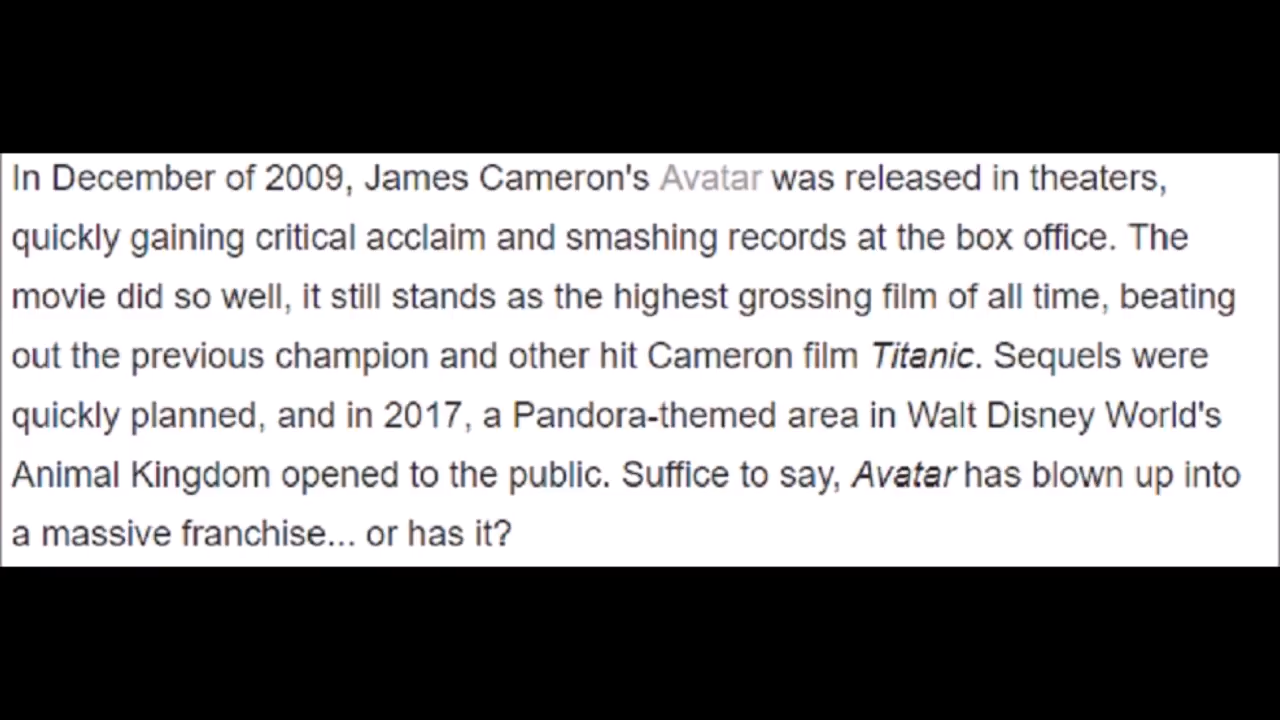 In December of 2009, James Cameron's Avatar was released in theaters,
quickly gaining critical acclaim and smashing records at the box office. The
movie did so well, it still stands as the highest grossing film of all time, beating
out the previous champion and other hit Cameron film Titanic. Sequels were
quickly planned, and in 2017, a Pandora-themed area in Walt Disney World's
Animal Kingdom opened to the public. Suffice to say, Avatar has blown up into
a massive franchise... or has it?